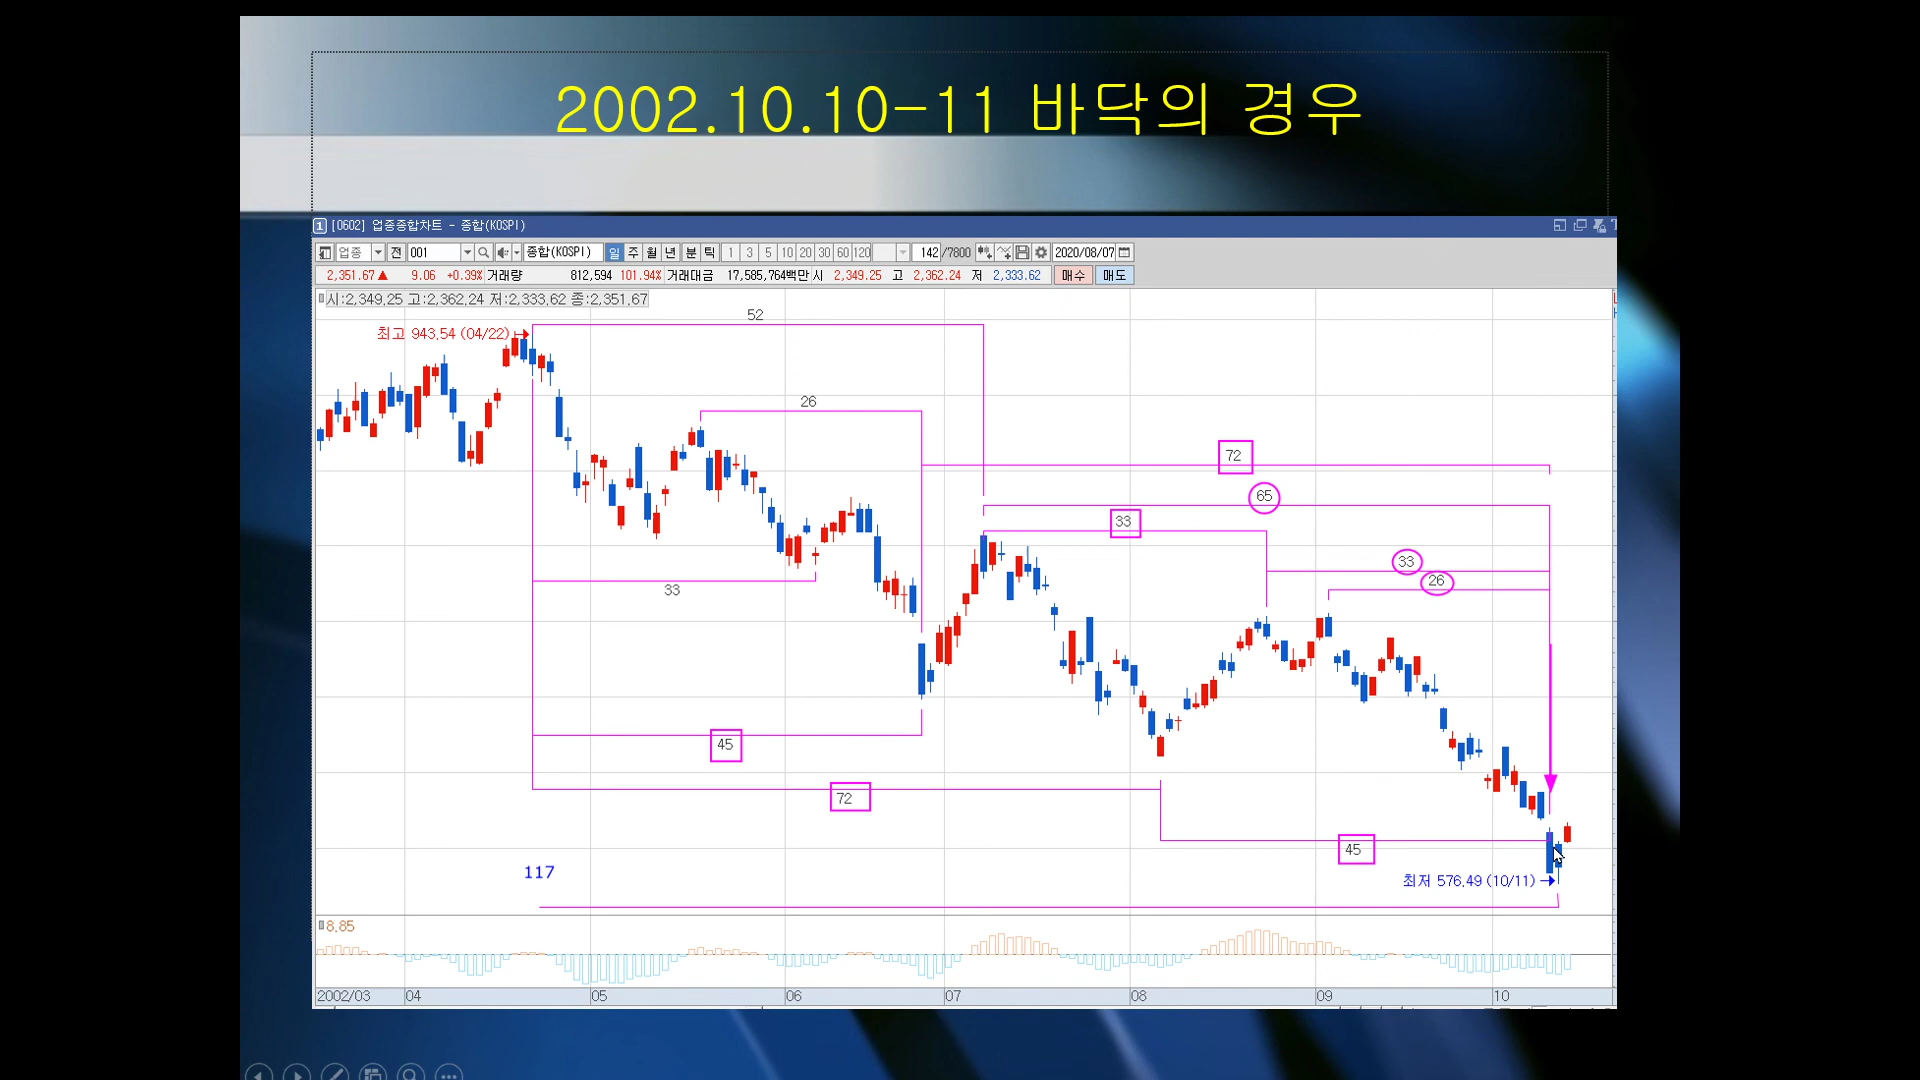 2002.10.10-11 바닥의 경우
1 [0602] 업종종합차트 - 종합(KOSPI)
업종 전 001 종합(KOSPI) 일 주 월 년 분 틱 1 3 5 10 20 30 60 120 142 /7800 2020/08/07
2,351.67▲ 9.06 +0.39% 거래량 812,594 101.94% 거래대금 17,585,764백만 시 2,349.25 고 2,362.24 저 2,333.62 매수 매도
시:2,349.25 고:2,362.24 저:2,333.62 종:2,351.67
52
최고 943.54 (04/22)→
26
72
65
33
33
26
33
45
72
45
117
최저 576.49 (10/11)→
8.85
2002/03 04 05 06 07 08 09 10